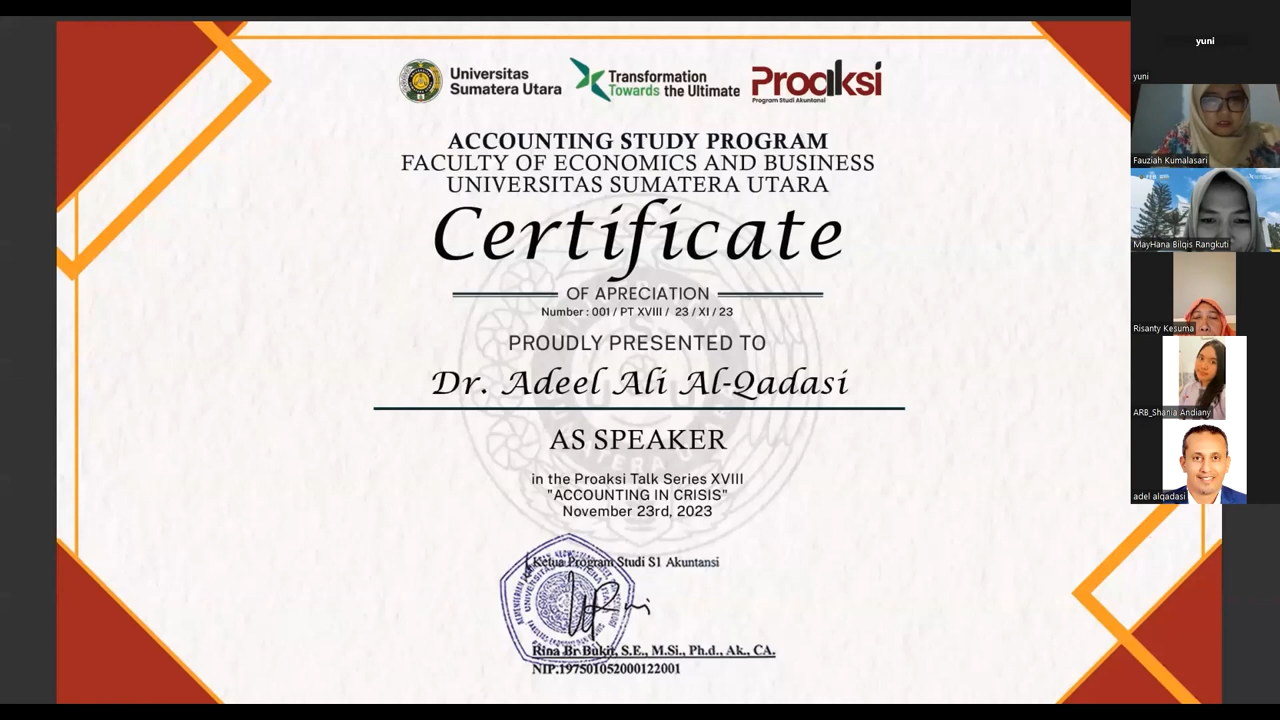 Universitas
Sumatera Utara
Transformation
Towards the Ultimate
Proaksi
Program Studi Akuntansi
ACCOUNTING STUDY PROGRAM
FACULTY OF ECONOMICS AND BUSINESS
UNIVERSITAS SUMATERA UTARA
Certificate
OF APRECIATION
Number : 001 / PT XVIII / 23 / XI / 23
PROUDLY PRESENTED TO
Dr. Adeel Ali Al-Qadasi
AS SPEAKER
in the Proaksi Talk Series XVIII
"ACCOUNTING IN CRISIS"
November 23rd, 2023
Ketua Program Studi S1 Akuntansi
Rina Br Bukit, S.E., M.Si., Ph.d., Ak., CA.
NIP.197501052000122001
yuni
yuni
Fauziah Kumalasari
MayHana Bilqis Rangkuti
Risanty Kesuma
ARB_Shania Andiany
adel alqadasi